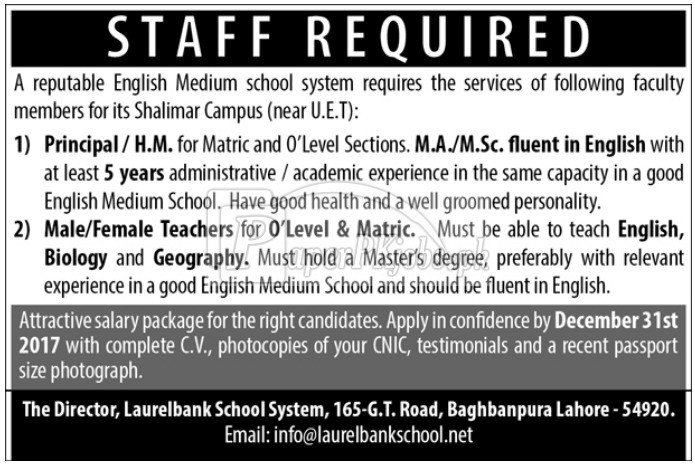 STAFF REQUIRED
A reputable English Medium school system requires the services of following faculty
members for its Shalimar Campus (near U.E.T):
1) Principal / H.M. for Matric and O'Level Sections. M.A./M.Sc. fluent in English with
at least 5 years administrative / academic experience in the same capacity in a good
English Medium School. Have good health and a well groomed personality.
2) Male/Female Teachers for O'Level & Matric. Must be able to teach English,
Biology and Geography. Must hold a Master's degree, preferably with relevant
experience in a good English Medium School and should be fluent in English.
PaperPkjobs.pk
Attractive salary package for the right candidates. Apply in confidence by December 31st
2017 with complete C.V., photocopies of your CNIC, testimonials and a recent passport
size photograph.
The Director, Laurelbank School System, 165-G.T. Road, Baghbanpura Lahore - 54920.
Email: info@laurelbankschool.net